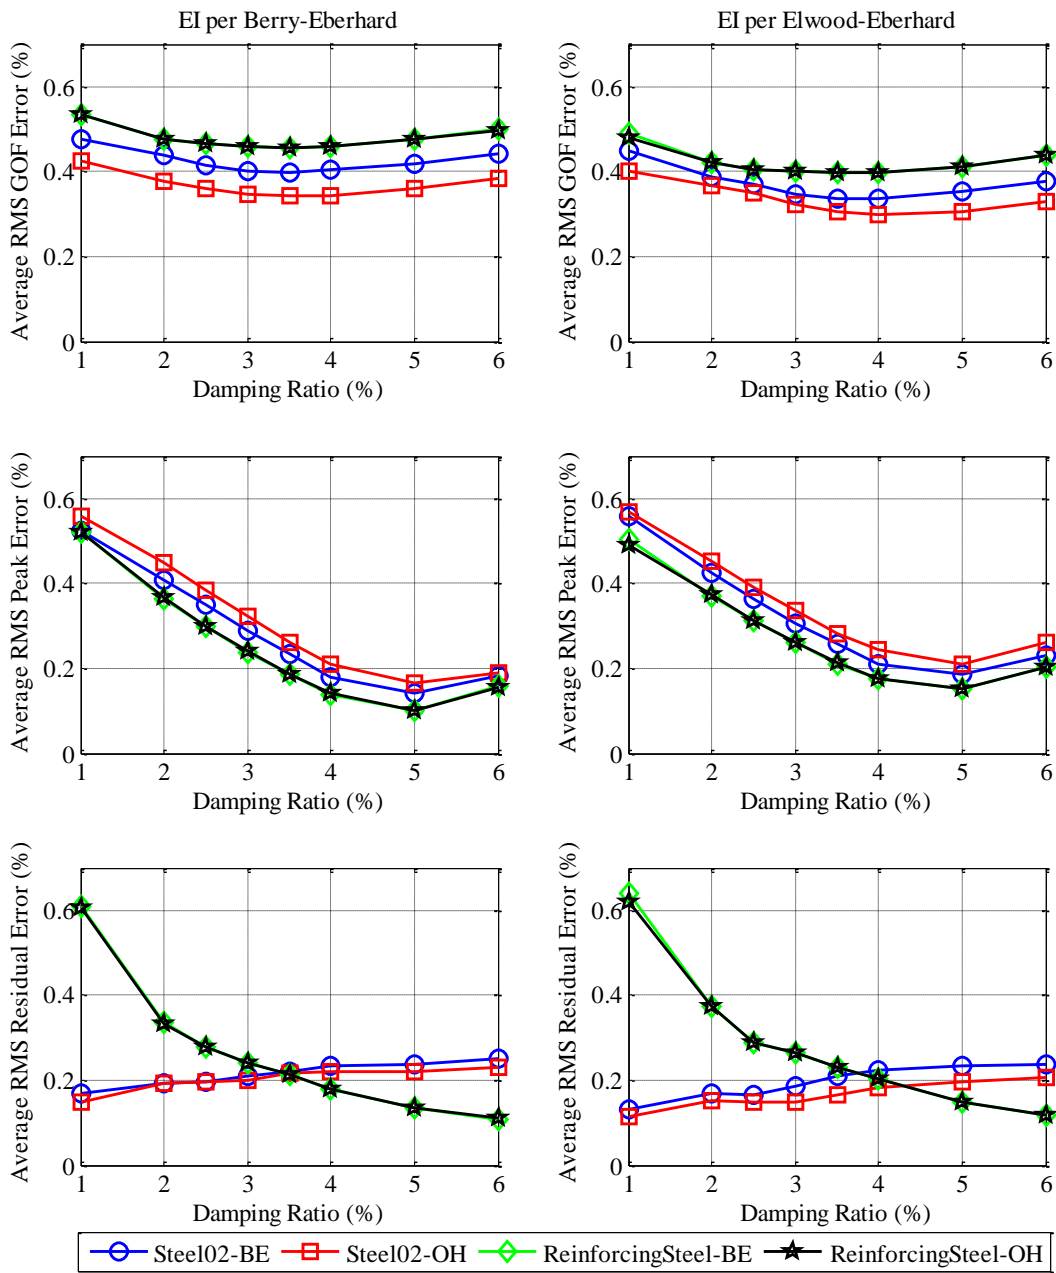 EI per Berry-Eberhard
EI per Elwood-Eberhard
Average RMS GOF Error (%)
0.6
0.4
0.2
0
1 2 3 4 5 6
Damping Ratio (%)
Average RMS GOF Error (%)
0.6
0.4
0.2
0
1 2 3 4 5 6
Damping Ratio (%)
Average RMS Peak Error (%)
0.6
0.4
0.2
0
1 2 3 4 5 6
Damping Ratio (%)
Average RMS Peak Error (%)
0.6
0.4
0.2
0
1 2 3 4 5 6
Damping Ratio (%)
Average RMS Residual Error (%)
0.6
0.4
0.2
0
1 2 3 4 5 6
Damping Ratio (%)
Average RMS Residual Error (%)
0.6
0.4
0.2
0
1 2 3 4 5 6
Damping Ratio (%)
Steel02-BE Steel02-OH ReinforcingSteel-BE ReinforcingSteel-OH